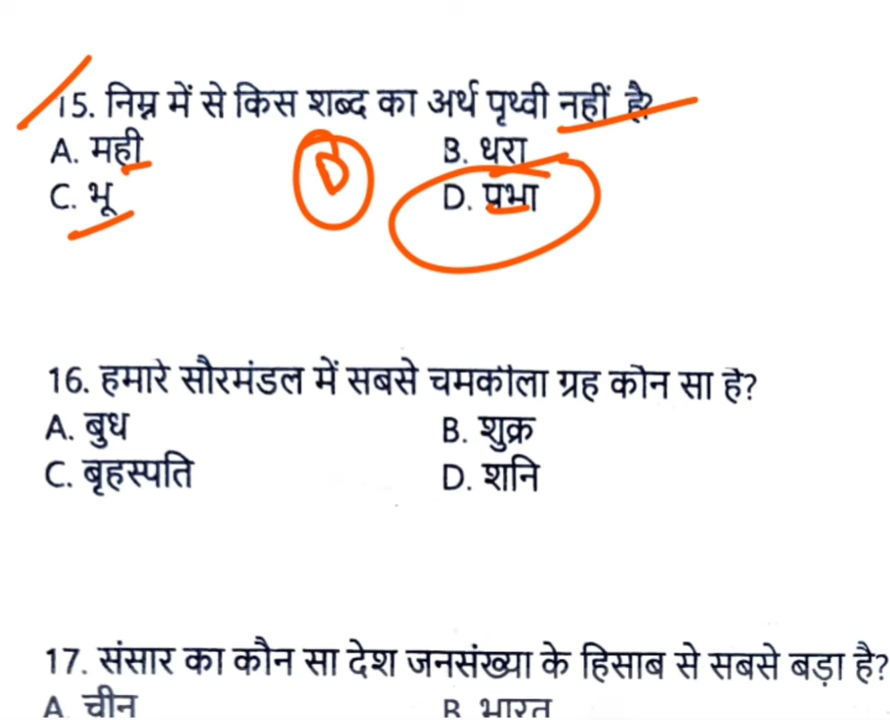 15. निम्न में से किस शब्द का अर्थ पृथ्वी नहीं है?
A. मही B. धरा
D
C. भू D. प्रभा
16. हमारे सौरमंडल में सबसे चमकीला ग्रह कौन सा है?
A. बुध B. शुक्र
C. बृहस्पति D. शनि
17. संसार का कौन सा देश जनसंख्या के हिसाब से सबसे बड़ा है?
A. चीन B. भारत